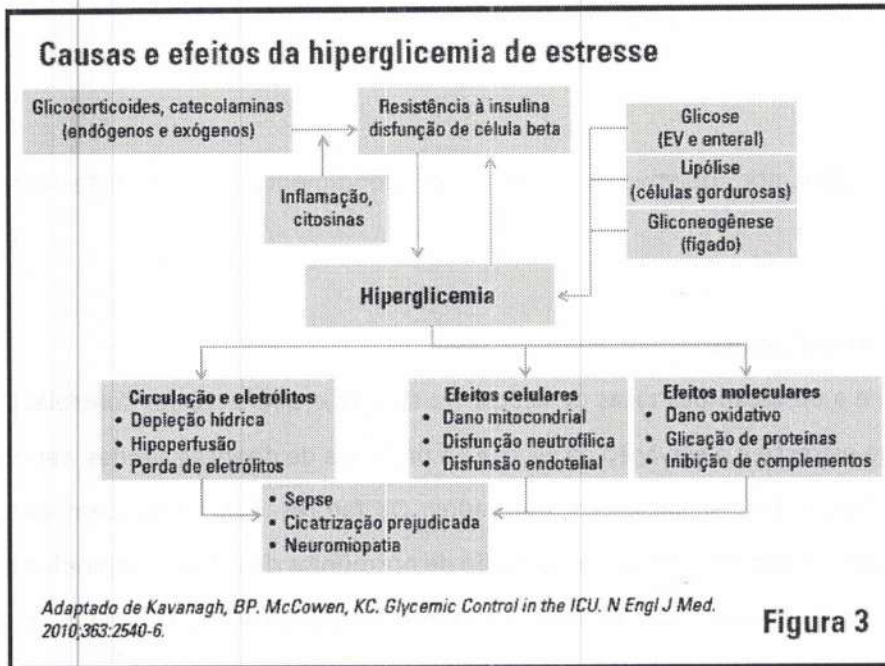 Causas e efeitos da hiperglicemia de estresse
Glicocorticoides, catecolaminas
(endógenos e exógenos)
Resistência à insulina
disfunção de célula beta
Glicose
(EV e enteral)
Lipólise
(células gordurosas)
Gliconeogênese
(fígado)
Inflamação,
citosinas
Hiperglicemia
Circulação e eletrólitos
• Depleção hídrica
• Hipoperfusão
• Perda de eletrólitos
Efeitos celulares
• Dano mitocondrial
• Disfunção neutrofílica
• Disfunsão endotelial
Efeitos moleculares
• Dano oxidativo
• Glicação de proteínas
• Inibição de complementos
• Sepse
• Cicatrização prejudicada
• Neuromiopatia
Adaptado de Kavanagh, BP. McCowen, KC. Glycemic Control in the ICU. N Engl J Med.
2010;363:2540-6.
Figura 3